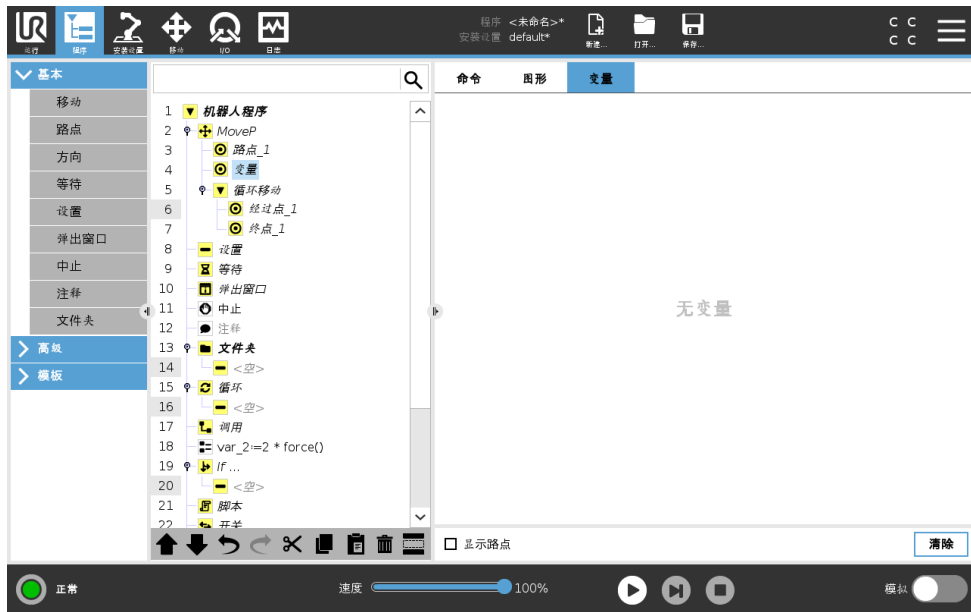 程序 <未命名>*
安装设置 default*
运行 程序 安装设置 移动 I/O 日志
新建... 打开... 保存...
C C
C C
基本
移动
路点
方向
等待
设置
弹出窗口
中止
注释
文件夹
高级
模板
1 机器人程序
2 MoveP
3 路点_1
4 变量
5 循环移动
6 经过点_1
7 终点_1
8 设置
9 等待
10 弹出窗口
11 中止
12 注释
13 文件夹
14 <空>
15 循环
16 <空>
17 调用
18 var_2:=2 * force()
19 If ...
20 <空>
21 脚本
22 开关
命令 图形 变量
无变量
显示路点 清除
正常 速度 100% 模拟